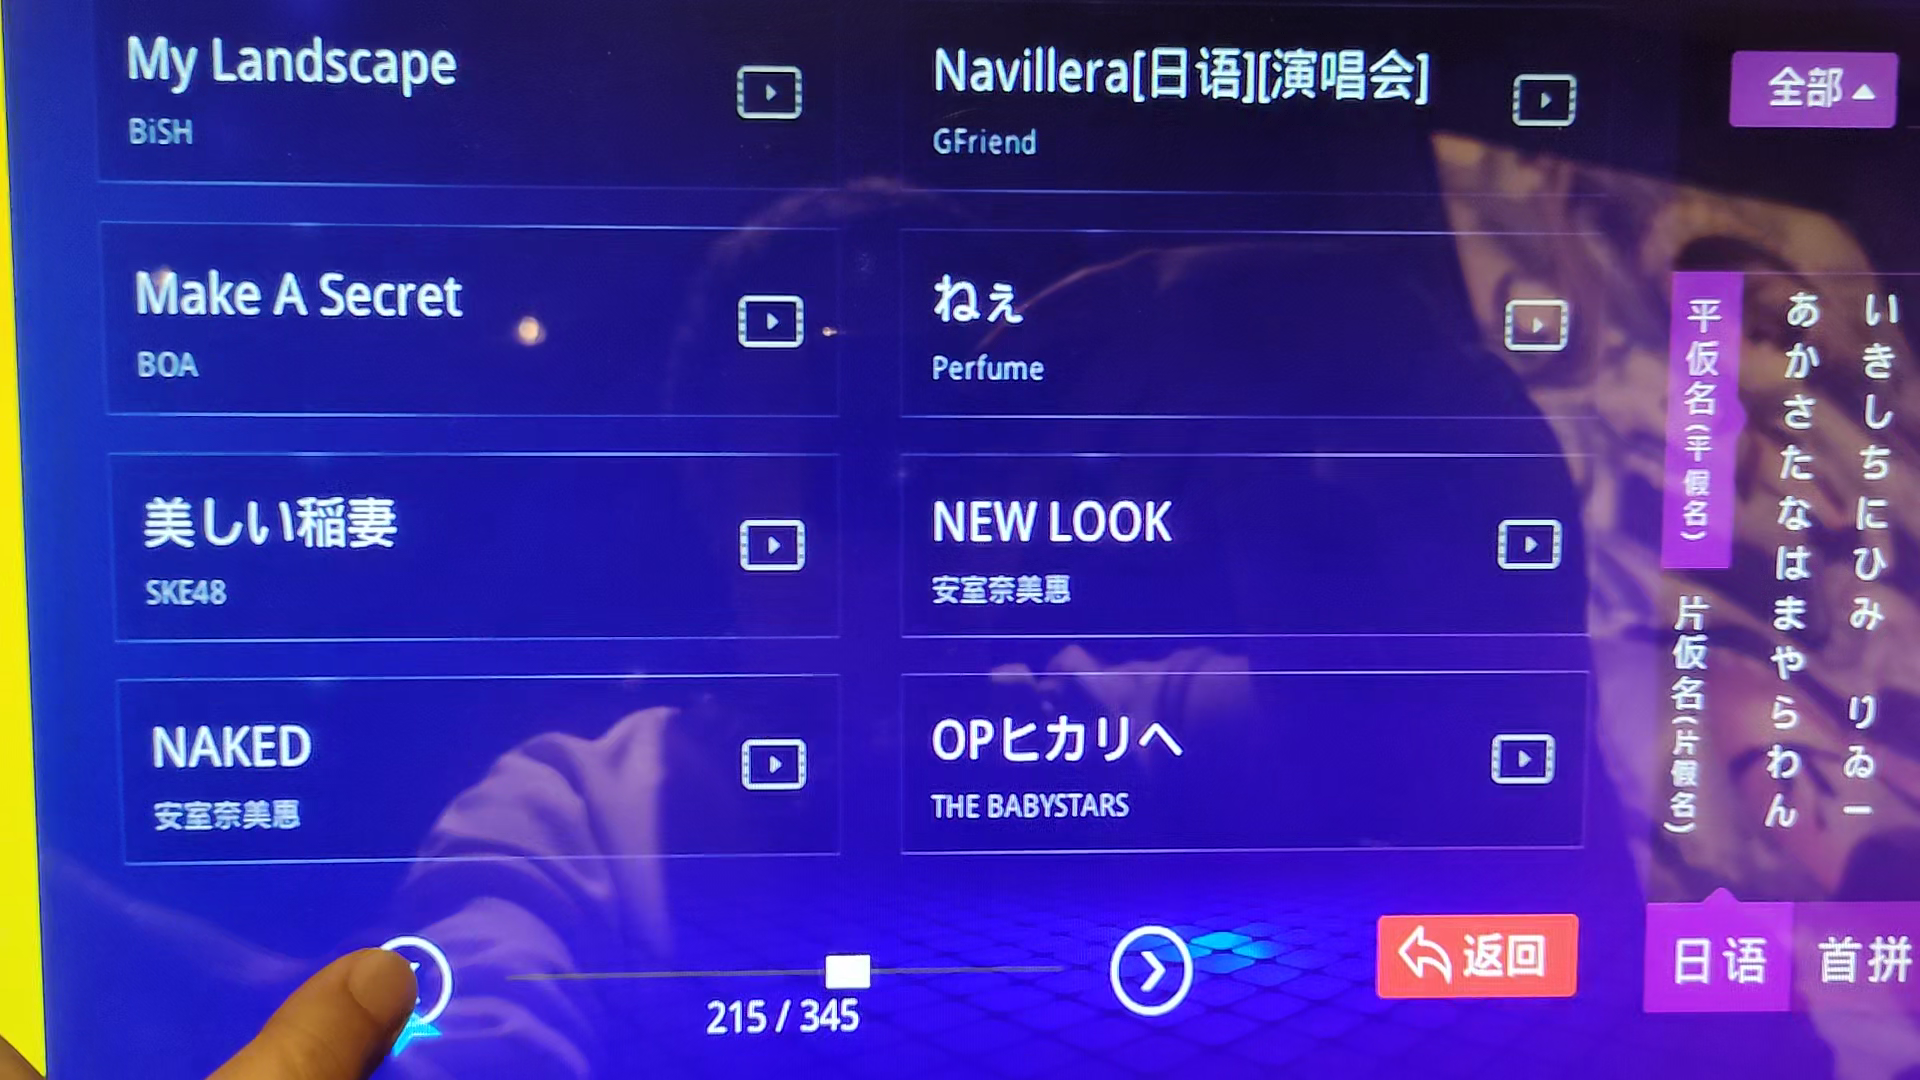 My Landscape
BiSH
Navillera[日语][演唱会]
GFriend
全部
Make A Secret
BOA
ねぇ
Perfume
美しい稲妻
SKE48
NEW LOOK
安室奈美恵
NAKED
安室奈美恵
OPヒカリへ
THE BABYSTARS
平仮名(平假名)
片仮名(片假名)
あかさたなはまやらわん
いきしちにひみ りゐー
215 / 345
返回
日语
首拼